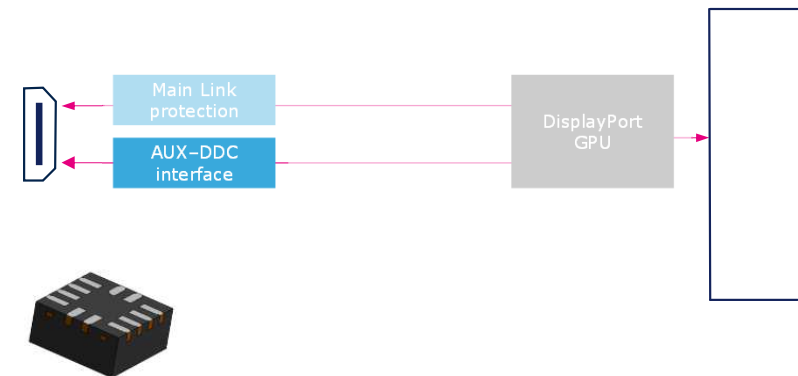 Main Link
protection
AUX–DDC
interface
DisplayPort
GPU